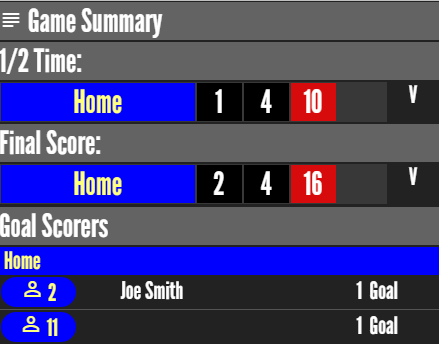 Game Summary
1/2 Time:
Home 1 4 10 V
Final Score:
Home 2 4 16 V
Goal Scorers
Home
2 Joe Smith 1 Goal
11 1 Goal